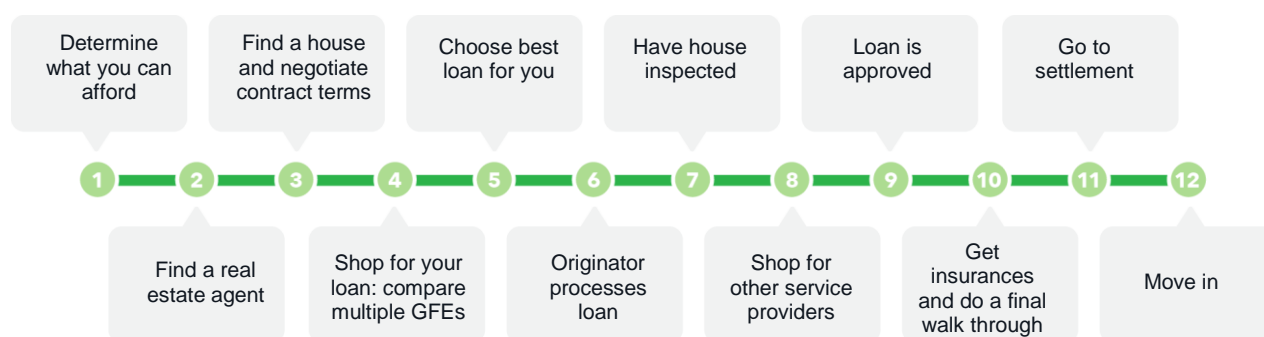 Determine
what you can
afford
Find a house
and negotiate
contract terms
Choose best
loan for you
Have house
inspected
Loan is
approved
Go to
settlement
1 2 3 4 5 6 7 8 9 10 11 12
Find a real
estate agent
Shop for your
loan: compare
multiple GFEs
Originator
processes
loan
Shop for
other service
providers
Get
insurances
and do a final
walk through
Move in